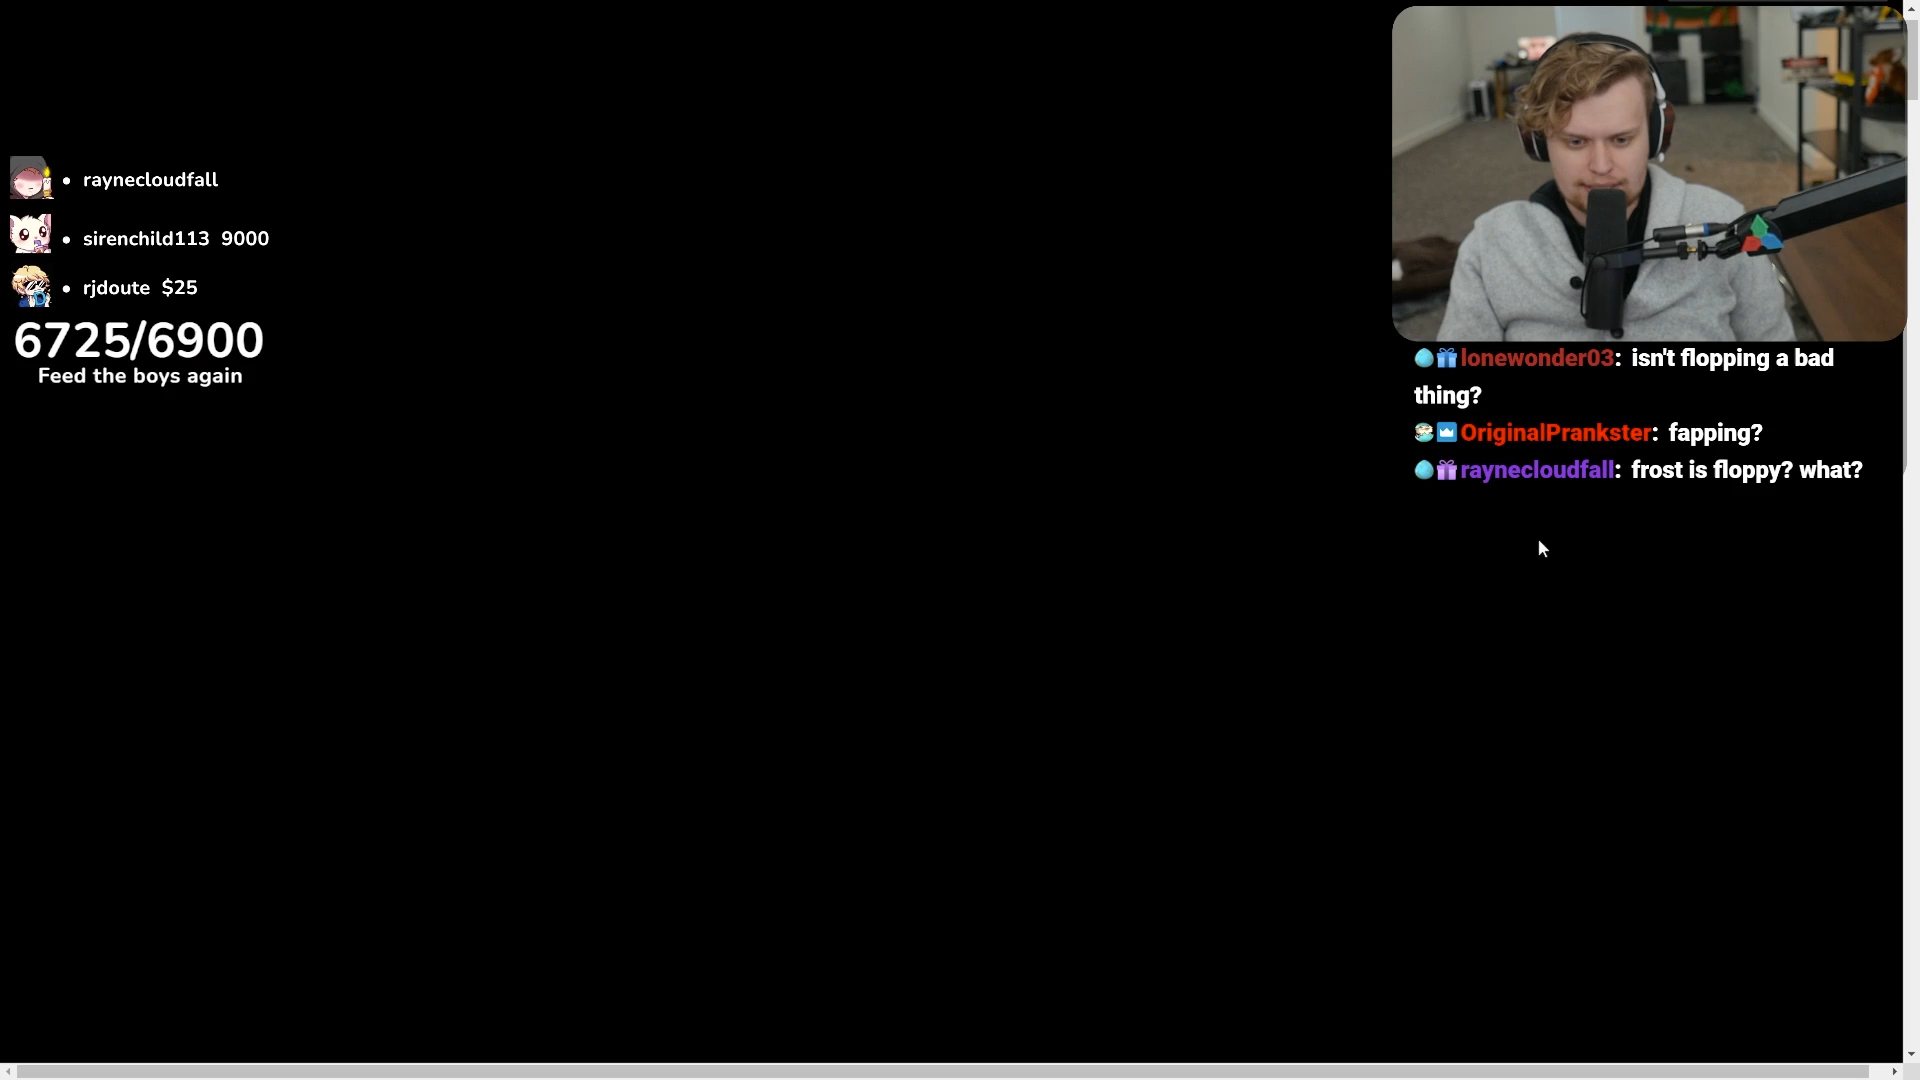 raynecloudfall
sirenchild113 9000
rjdoute $25
6725/6900
Feed the boys again
lonewonder03: isn't flopping a bad
thing?
OriginalPrankster: fapping?
raynecloudfall: frost is floppy? what?